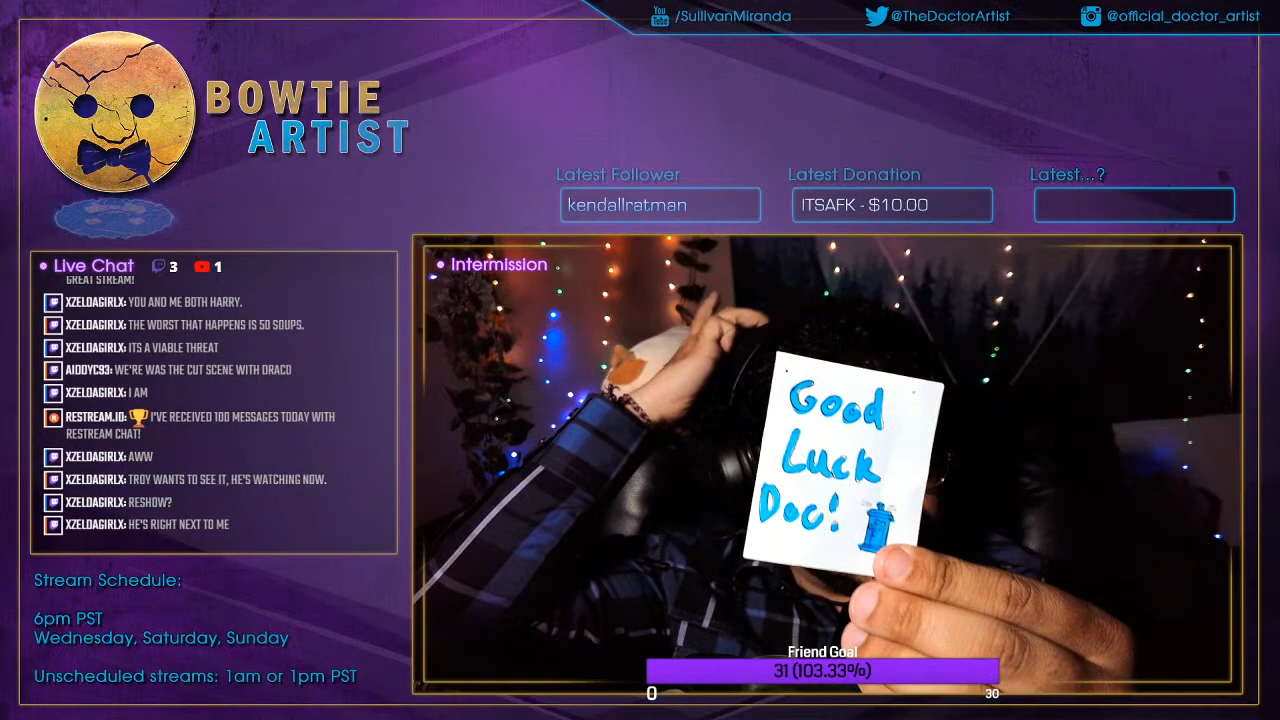 You Tube /SullivanMiranda
@TheDoctorArtist
@official_doctor_artist
BOWTIE
ARTIST
Latest Follower
kendallratman
Latest Donation
ITSAFK - $10.00
Latest...?
Live Chat 3 1
GREAT STREAM!
XZELDAGIRLX: YOU AND ME BOTH HARRY.
XZELDAGIRLX: THE WORST THAT HAPPENS IS 50 SOUPS.
XZELDAGIRLX: ITS A VIABLE THREAT
AIDDYC93: WE'RE WAS THE CUT SCENE WITH DRACO
XZELDAGIRLX: I AM
RESTREAM.IO: 🏆 I'VE RECEIVED 100 MESSAGES TODAY WITH
RESTREAM CHAT!
XZELDAGIRLX: AWW
XZELDAGIRLX: TROY WANTS TO SEE IT, HE'S WATCHING NOW.
XZELDAGIRLX: RESHOW?
XZELDAGIRLX: HE'S RIGHT NEXT TO ME
Stream Schedule:
6pm PST
Wednesday, Saturday, Sunday
Unscheduled streams: 1am or 1pm PST
Intermission
Good
Luck
Doc!
Friend Goal
31 (103.33%)
0 30